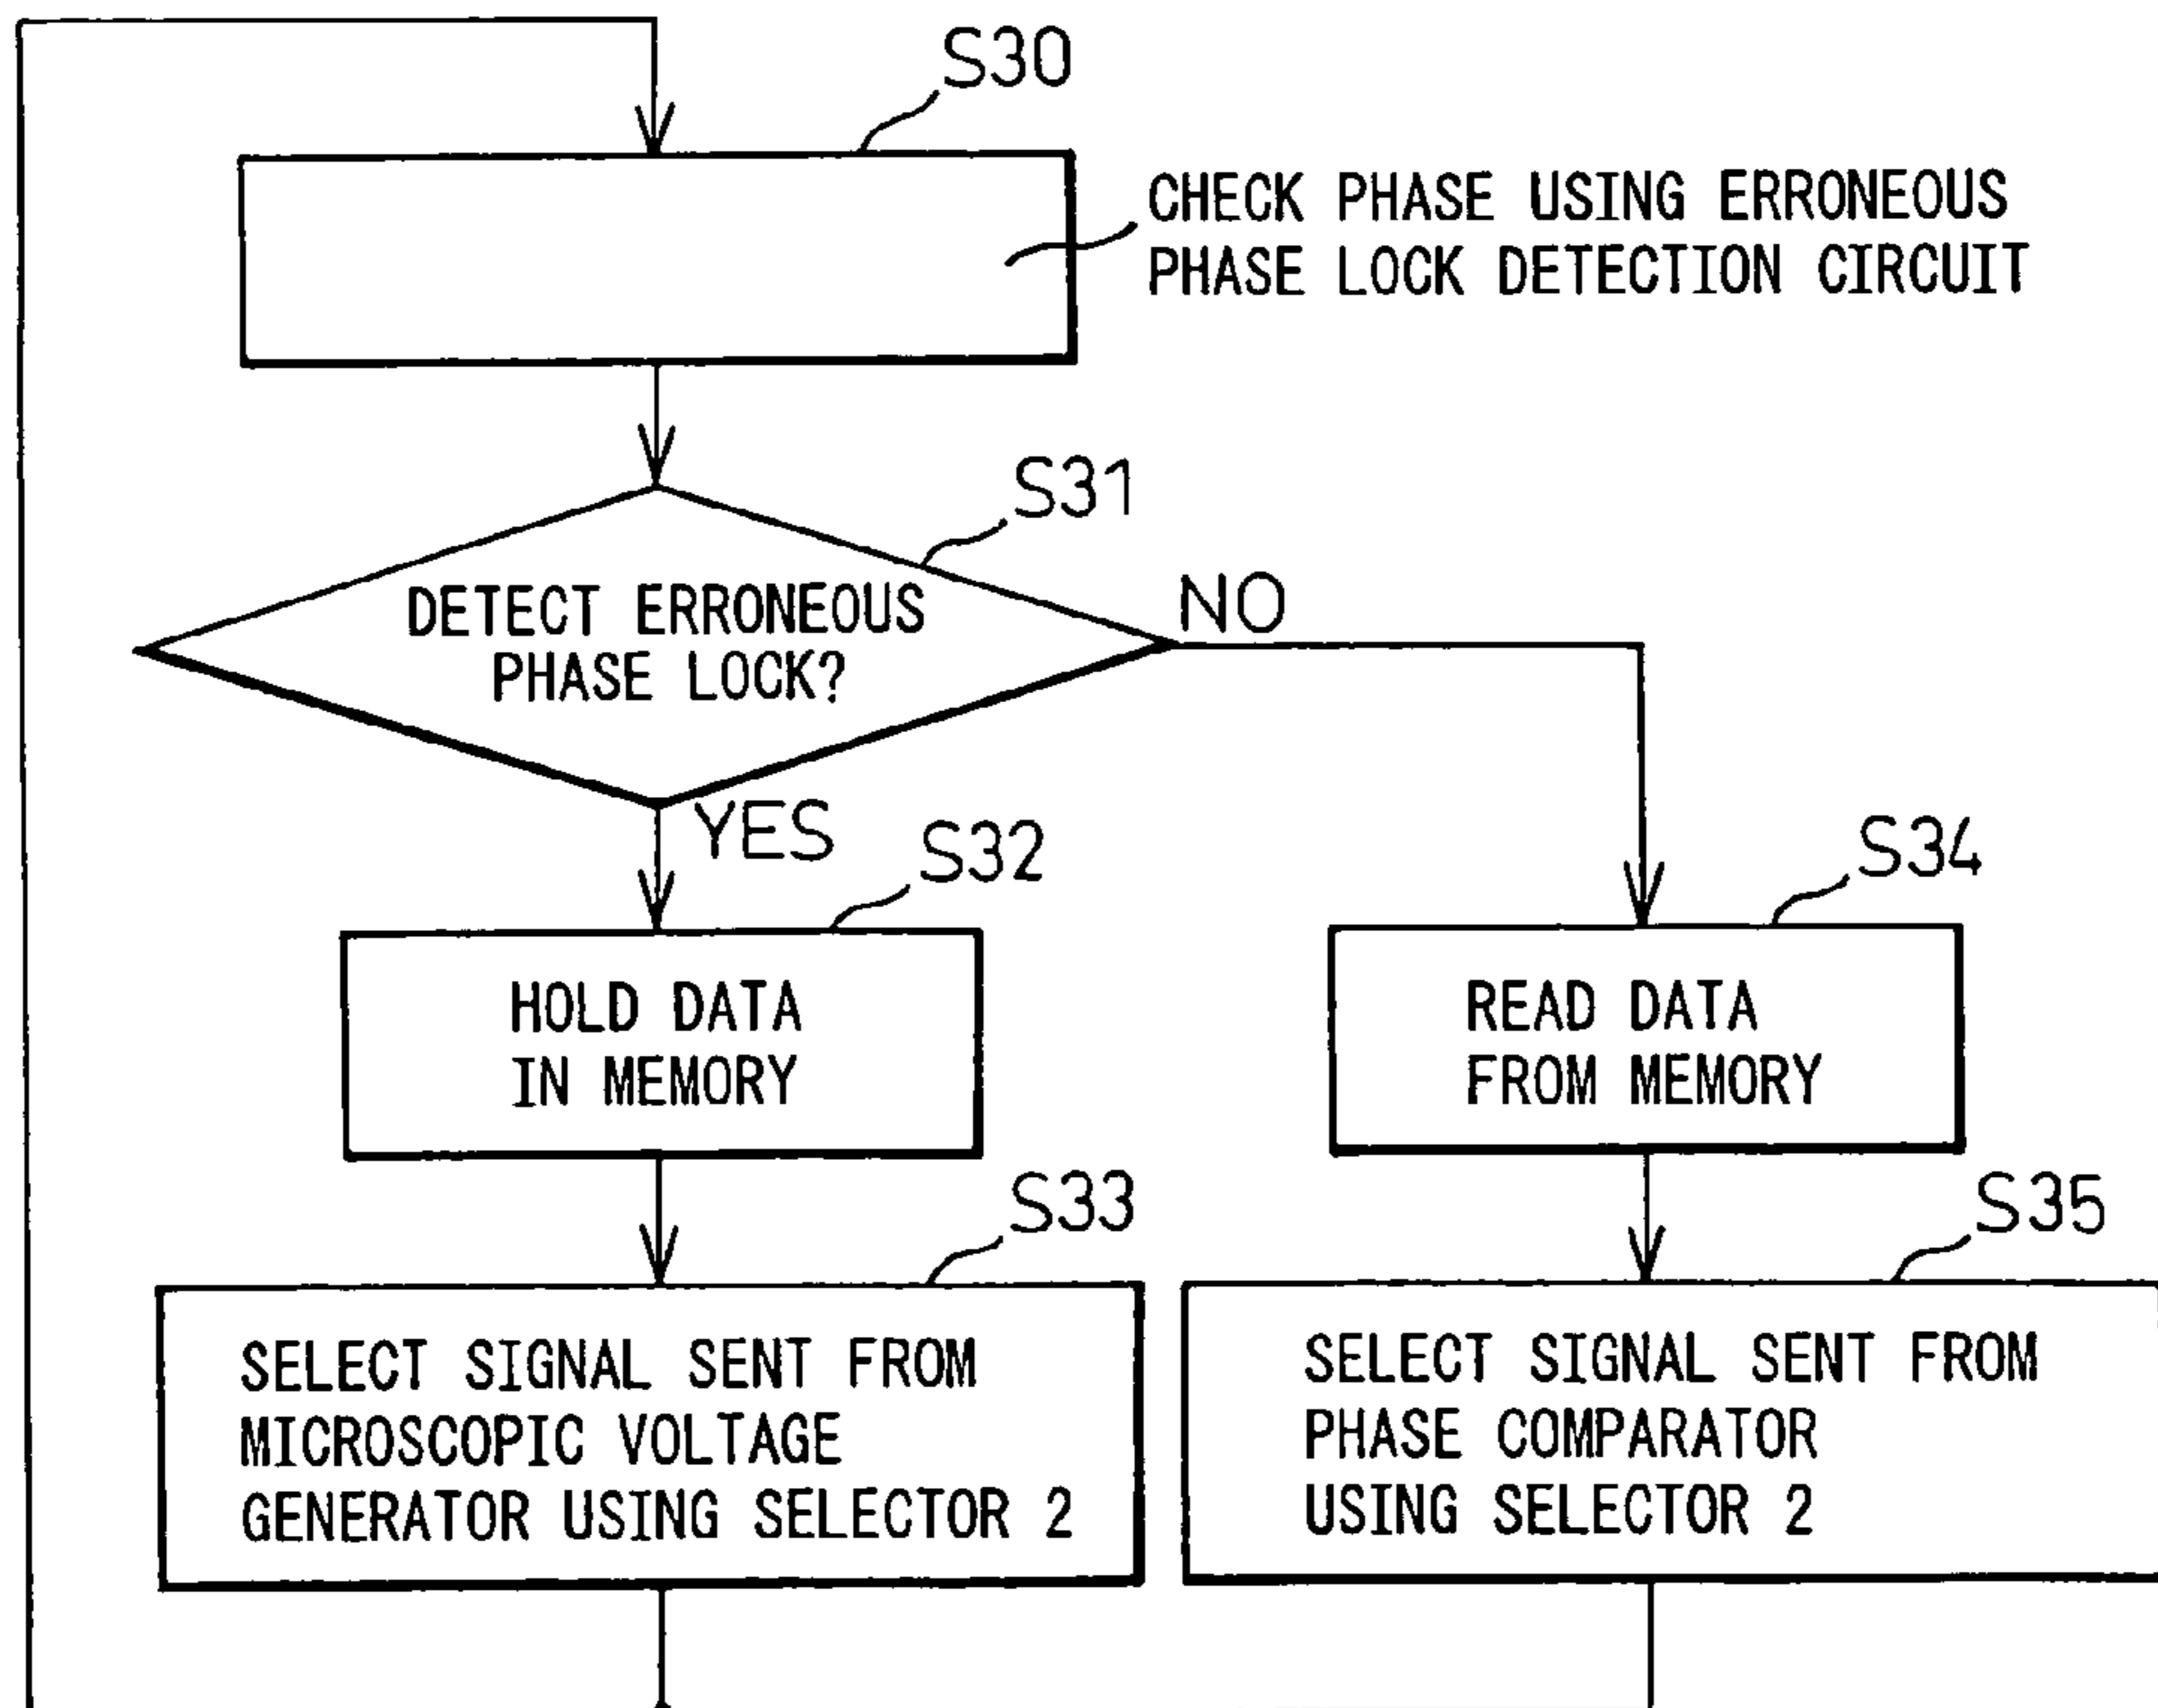 S30
CHECK PHASE USING ERRONEOUS
PHASE LOCK DETECTION CIRCUIT
S31
DETECT ERRONEOUS
PHASE LOCK?
NO
YES
S32
HOLD DATA
IN MEMORY
S34
READ DATA
FROM MEMORY
S33
SELECT SIGNAL SENT FROM
MICROSCOPIC VOLTAGE
GENERATOR USING SELECTOR 2
S35
SELECT SIGNAL SENT FROM
PHASE COMPARATOR
USING SELECTOR 2